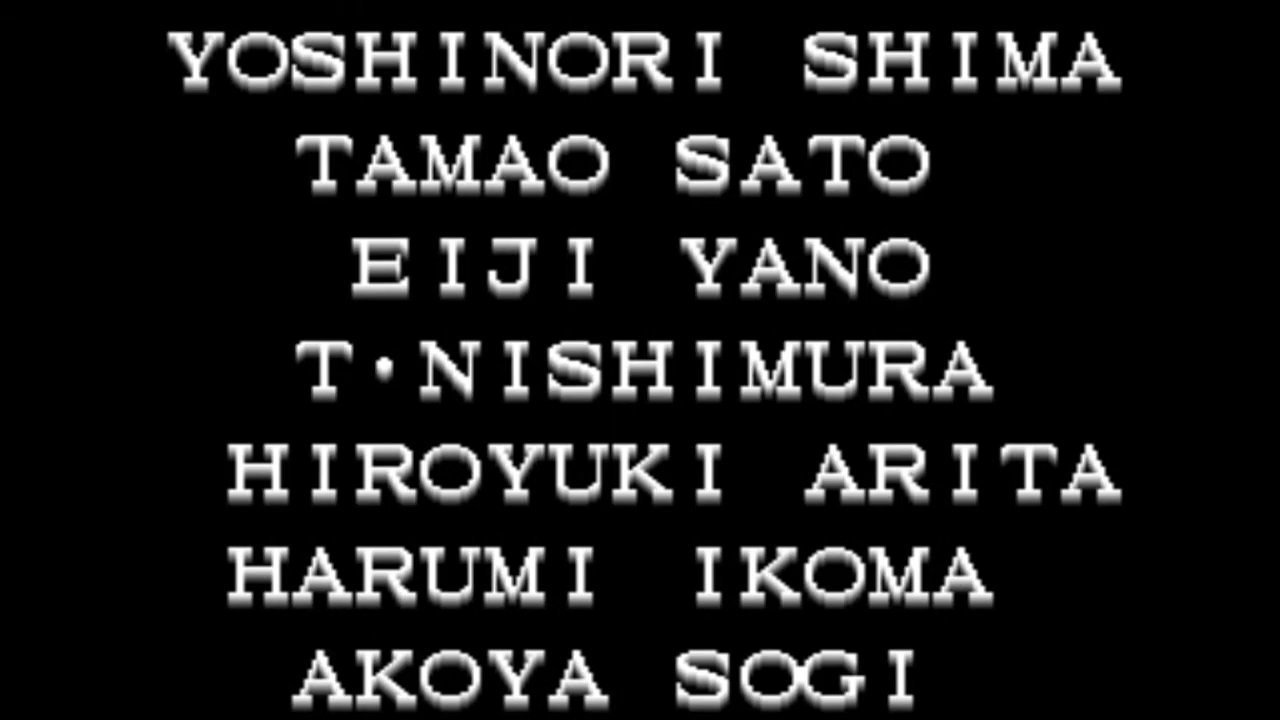 YOSHINORI SHIMA
TAMAO SATO
EIJI YANO
T・NISHIMURA
HIROYUKI ARITA
HARUMI IKOMA
AKOYA SOGI